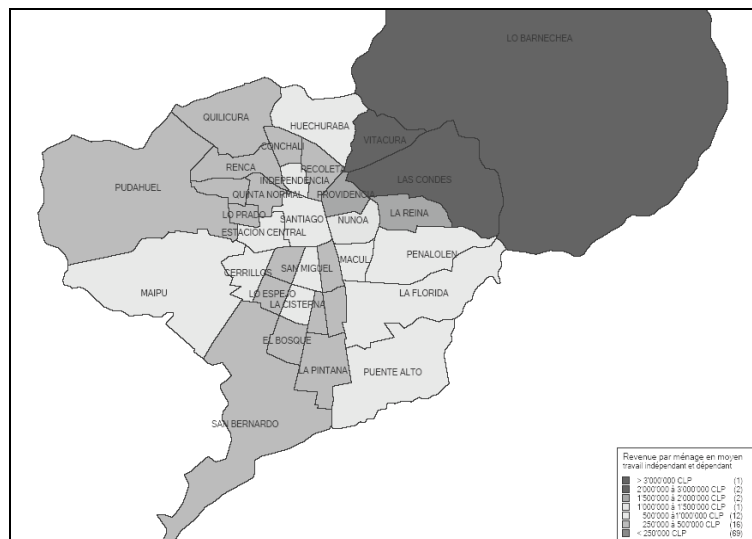 LO BARNECHEA
QUILICURA
HUECHURABA
VITACURA
CONCHALI
RENCA
RECOLETA
LAS CONDES
PUDAHUEL
INDEPENDENCIA
QUINTA NORMAL
PROVIDENCIA
LO PRADO
SANTIAGO
NUNOA
LA REINA
ESTACION CENTRAL
MACUL
PENALOLEN
CERRILLOS
SAN MIGUEL
MAIPU
LO ESPEJO
LA FLORIDA
LA CISTERNA
EL BOSQUE
LA PINTANA
PUENTE ALTO
SAN BERNARDO
Revenue par ménage en moyen
travail indépendant et dépendant
> 3'000'000 CLP (1)
2'000'000 à 3'000'000 CLP (2)
1'500'000 à 2'000'000 CLP (2)
1'000'000 à 1'500'000 CLP (1)
500'000 à 1'000'000 CLP (12)
250'000 à 500'000 CLP (16)
< 250'000 CLP (69)